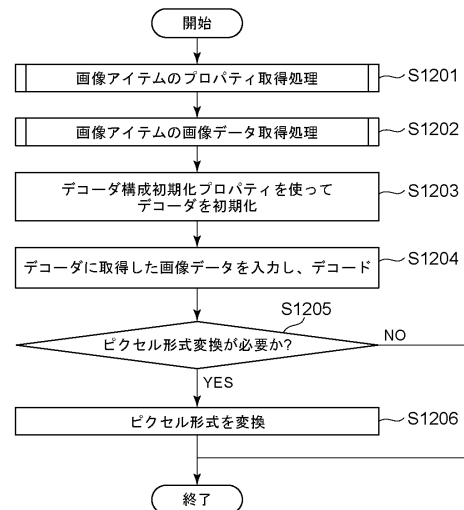 開始
画像アイテムのプロパティ取得処理
S1201
画像アイテムの画像データ取得処理
S1202
デコーダ構成初期化プロパティを使って
デコーダを初期化
S1203
デコーダに取得した画像データを入力し、デコード
S1204
S1205
ピクセル形式変換が必要か?
NO
YES
ピクセル形式を変換
S1206
終了